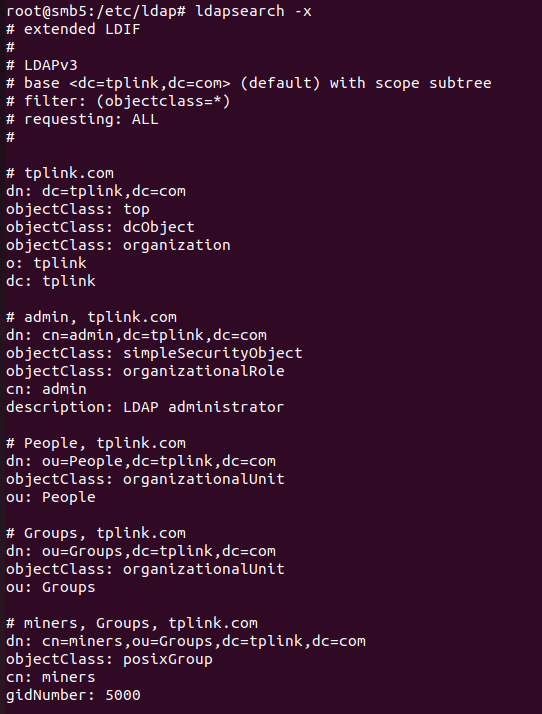 root@smb5:/etc/ldap# ldapsearch -x
# extended LDIF
#
# LDAPv3
# base <dc=tplink,dc=com> (default) with scope subtree
# filter: (objectclass=*)
# requesting: ALL
#

# tplink.com
dn: dc=tplink,dc=com
objectClass: top
objectClass: dcObject
objectClass: organization
o: tplink
dc: tplink

# admin, tplink.com
dn: cn=admin,dc=tplink,dc=com
objectClass: simpleSecurityObject
objectClass: organizationalRole
cn: admin
description: LDAP administrator

# People, tplink.com
dn: ou=People,dc=tplink,dc=com
objectClass: organizationalUnit
ou: People

# Groups, tplink.com
dn: ou=Groups,dc=tplink,dc=com
objectClass: organizationalUnit
ou: Groups

# miners, Groups, tplink.com
dn: cn=miners,ou=Groups,dc=tplink,dc=com
objectClass: posixGroup
cn: miners
gidNumber: 5000